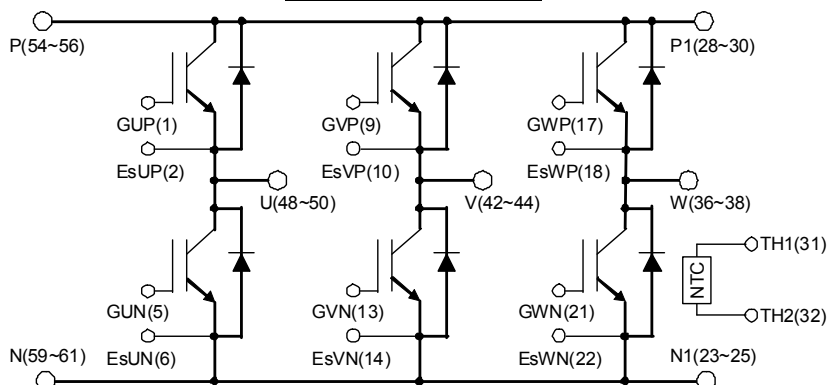 P(54~56) P1(28~30)
GUP(1) GVP(9) GWP(17)
EsUP(2) EsVP(10) EsWP(18)
U(48~50) V(42~44) W(36~38)
TH1(31)
NTC
GUN(5) GVN(13) GWN(21)
TH2(32)
N(59~61) EsUN(6) EsVN(14) EsWN(22) N1(23~25)